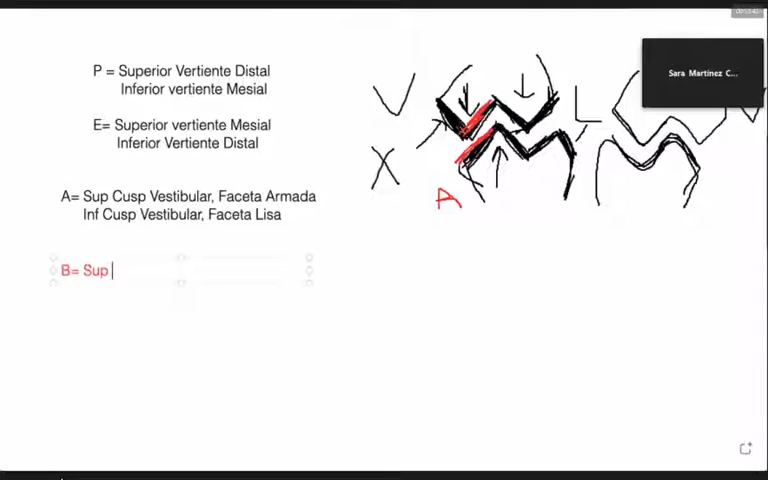 P = Superior Vertiente Distal
Inferior vertiente Mesial
E= Superior vertiente Mesial
Inferior Vertiente Distal
A= Sup Cusp Vestibular, Faceta Armada
Inf Cusp Vestibular, Faceta Lisa
B= Sup
V
L
X
A
Sara Martínez C...